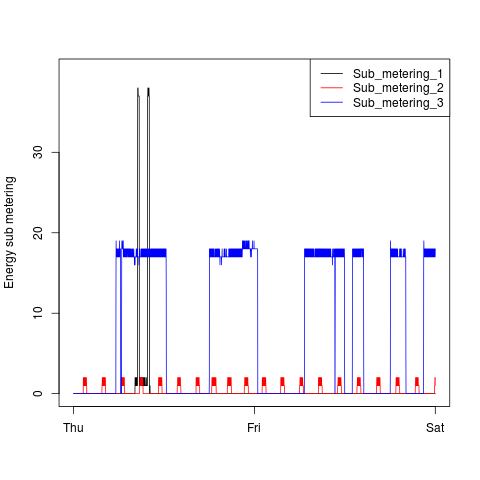 Sub_metering_1
Sub_metering_2
Sub_metering_3
Energy sub metering
30
20
10
0
Thu Fri Sat